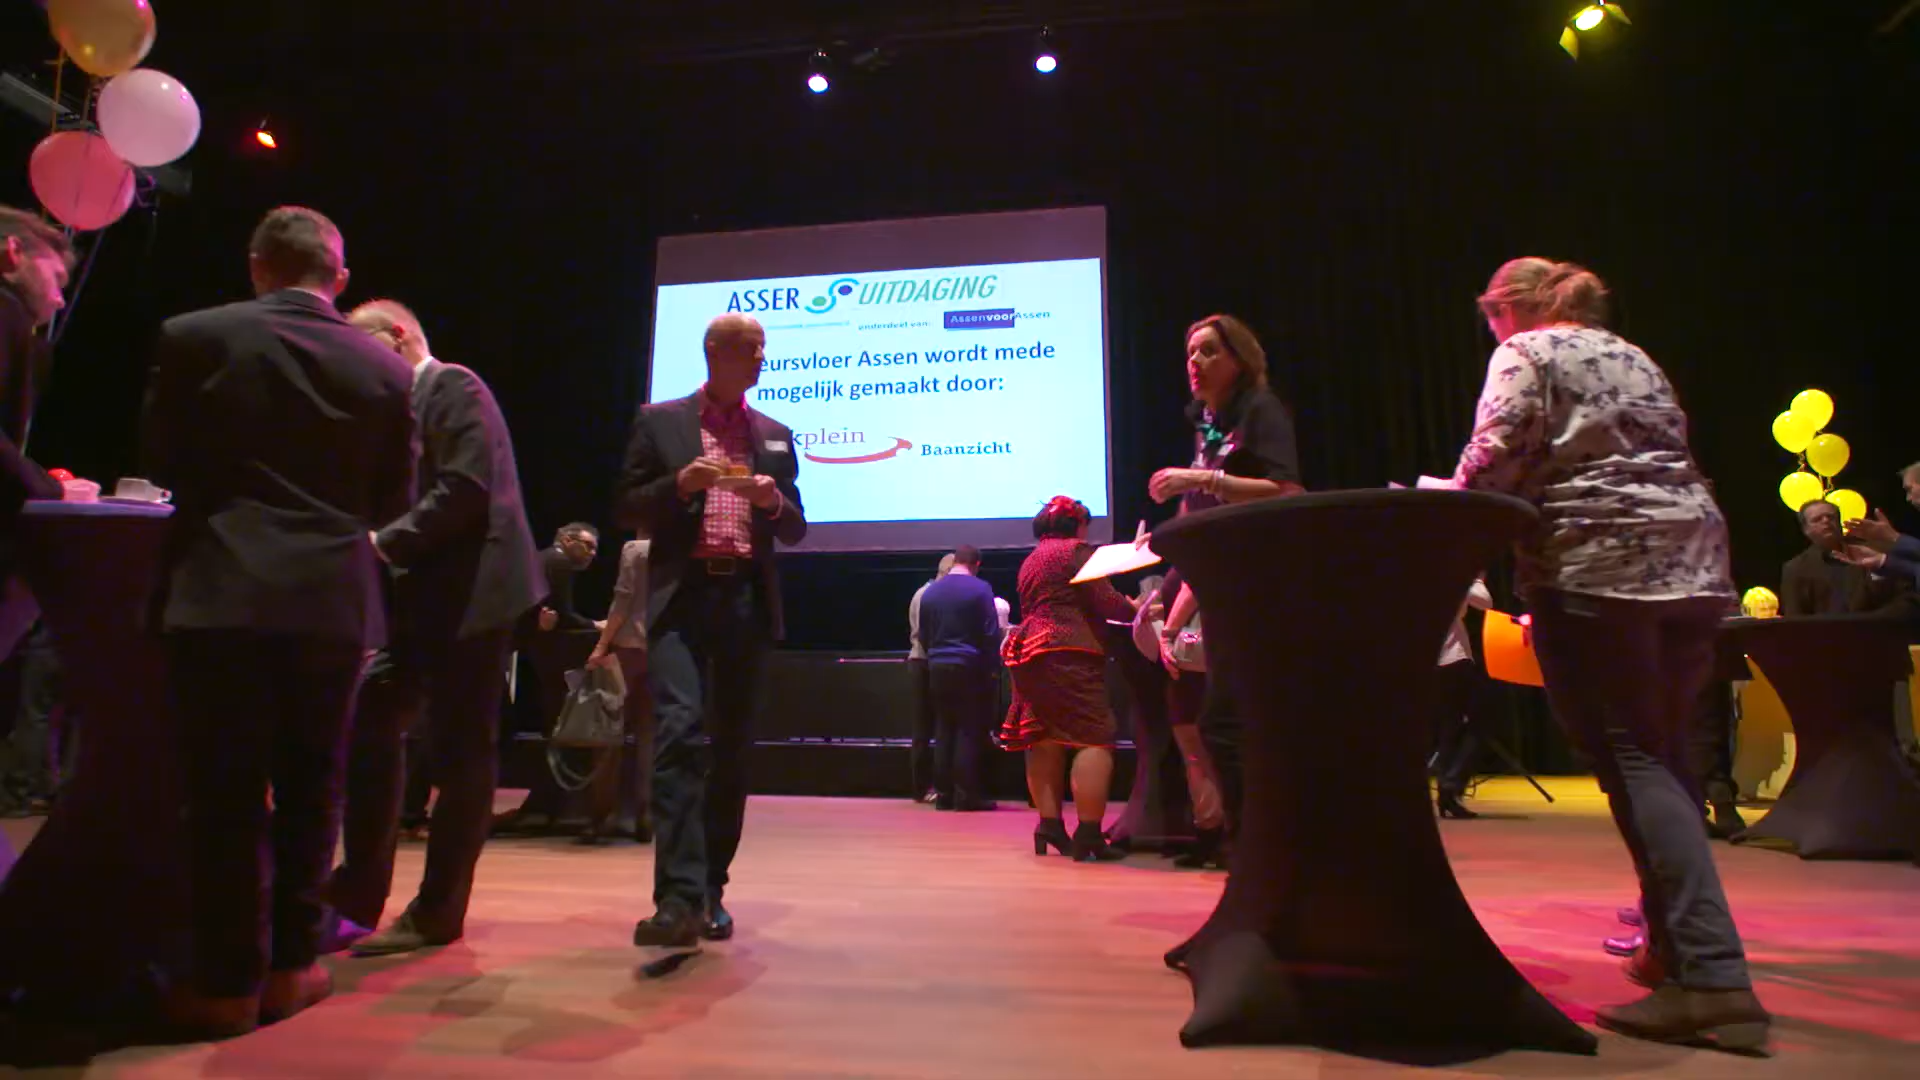 ASSER UITDAGING
onderdeel van: AssenvoorAssen
eursvloer Assen wordt mede
mogelijk gemaakt door:
kplein
Baanzicht